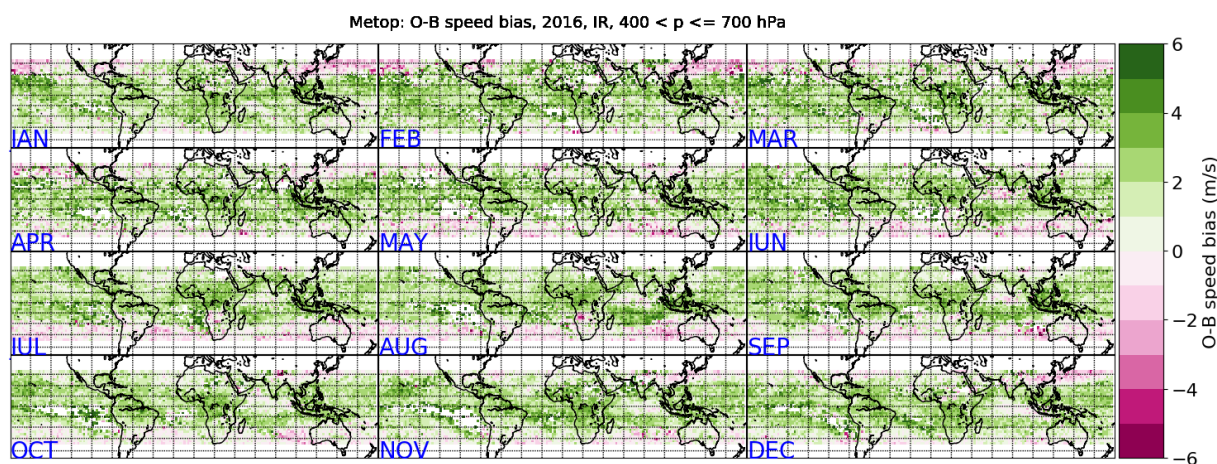 Metop: O-B speed bias, 2016, IR, 400 < p <= 700 hPa
JAN
FEB
MAR
APR
MAY
JUN
JUL
AUG
SEP
OCT
NOV
DEC
6
4
2
0
−2
−4
−6
O-B speed bias (m/s)